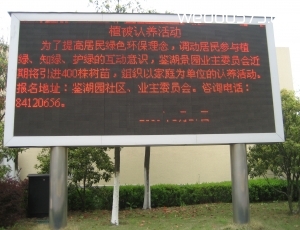 植被认养活动
为了提高居民绿色环保理念，调动居民参与植
绿、知绿、护绿的互动意识，鉴湖景园业主委员会近
期将引进400株树苗，组织以家庭为单位的认养活动。
报名地址：鉴湖园社区、业主委员会。咨询电话：
84120656.